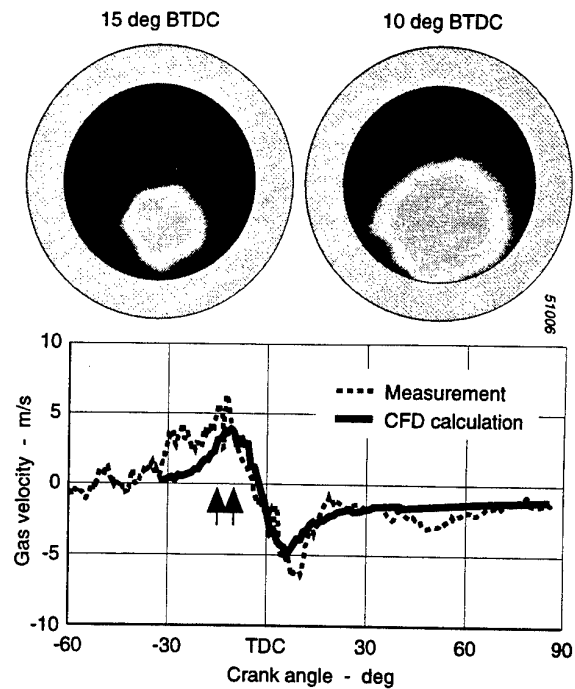 15 deg BTDC
10 deg BTDC
51006
10
5
0
-5
-10
Gas velocity - m/s
Measurement
CFD calculation
-60
-30
TDC
30
60
90
Crank angle - deg